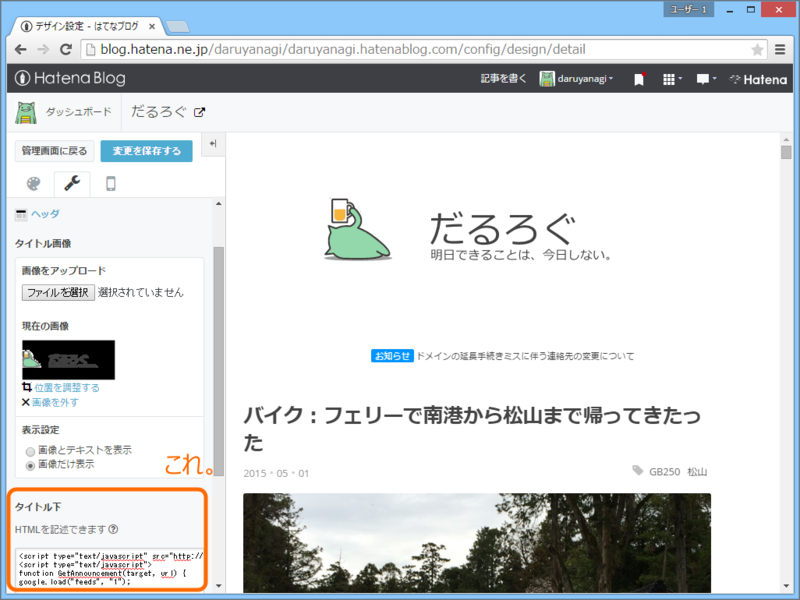 ユーザー 1
デザイン設定 - はてなブログ
blog.hatena.ne.jp/daruyanagi/daruyanagi.hatenablog.com/config/design/detail
Hatena Blog
記事を書く
daruyanagi
Hatena
ダッシュボード
だるろぐ
管理画面に戻る
変更を保存する
ヘッダ
タイトル画像
画像をアップロード
ファイルを選択 選択されていません
現在の画像
位置を調整する
画像を外す
表示設定
画像とテキストを表示
画像だけ表示
これ。
タイトル下
HTMLを記述できます
<script type="text/javascript" src="http://
<script type="text/javascript">
function GetAnnouncement(target, url) {
google.load("feeds", "1");
だるろぐ
明日できることは、今日しない。
お知らせ ドメインの延長手続きミスに伴う連絡先の変更について
バイク：フェリーで南港から松山まで帰ってきたっ
た
2015・05・01
GB250 松山